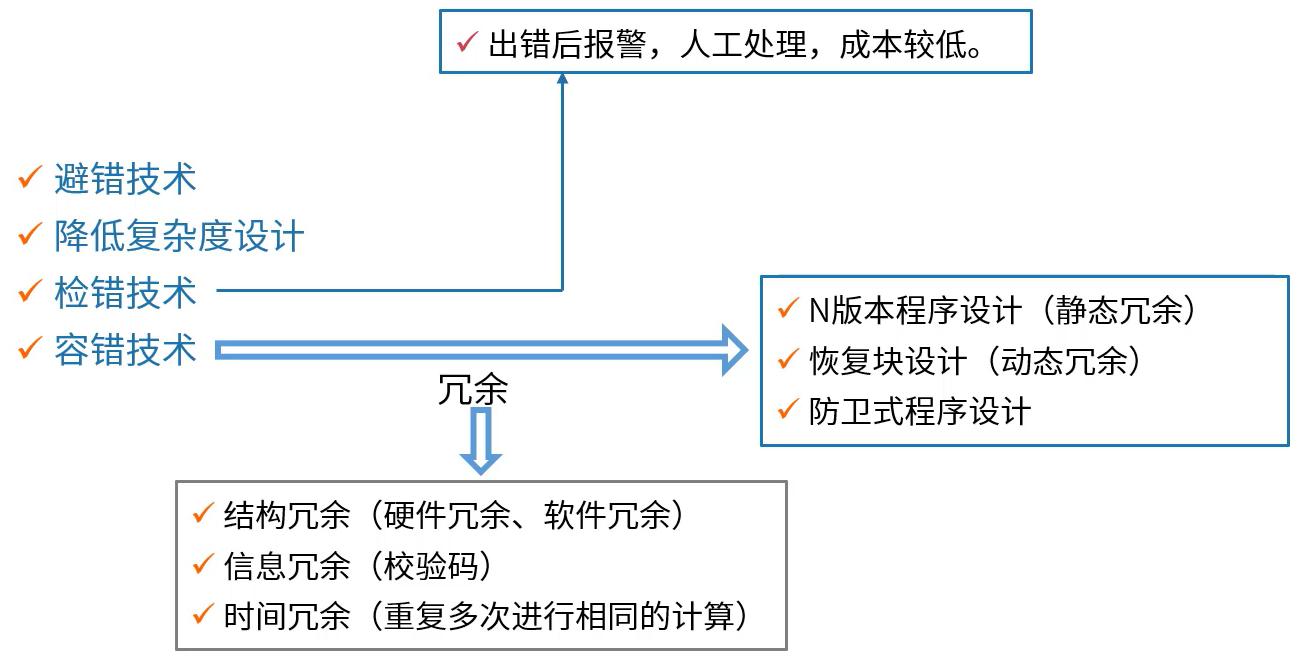 出错后报警，人工处理，成本较低。
避错技术
降低复杂度设计
检错技术
容错技术
冗余
N版本程序设计（静态冗余）
恢复块设计（动态冗余）
防卫式程序设计
结构冗余（硬件冗余、软件冗余）
信息冗余（校验码）
时间冗余（重复多次进行相同的计算）